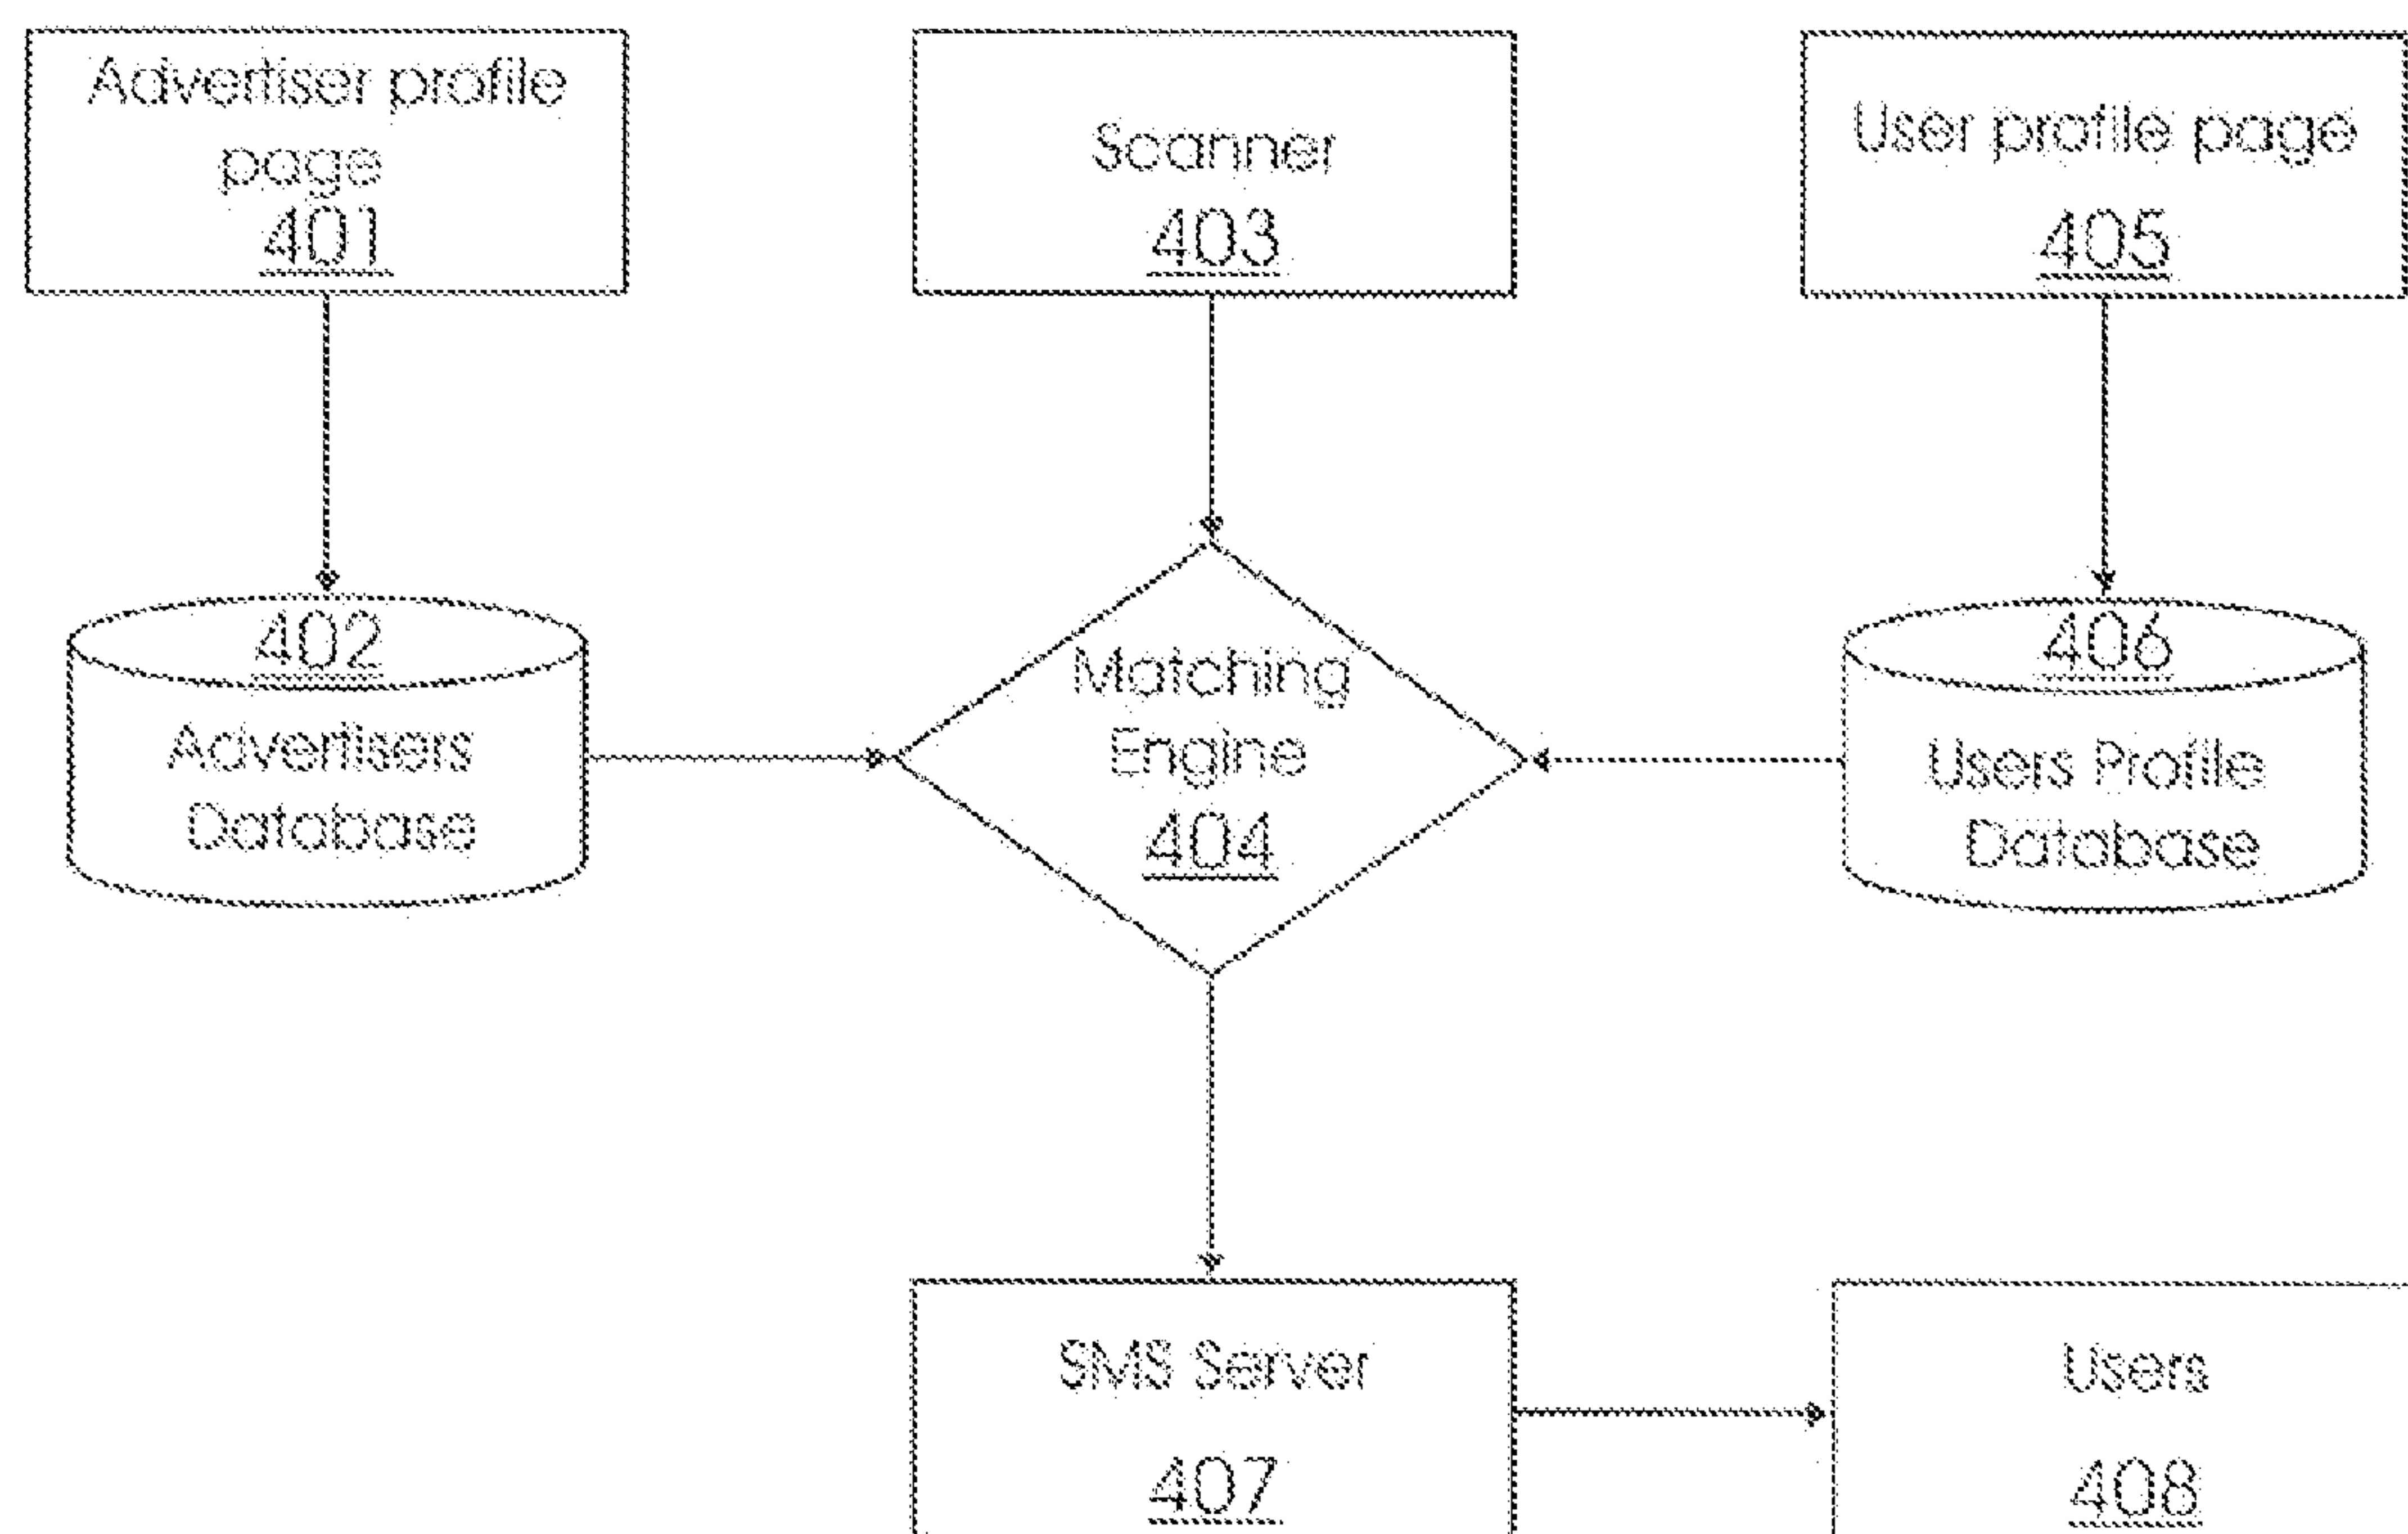 Advertiser profile
page
401
Scanner
403
User profile page
405
402
Advertisers
Database
Matching
Engine
404
406
Users Profile
Database
SMS Server
407
Users
408